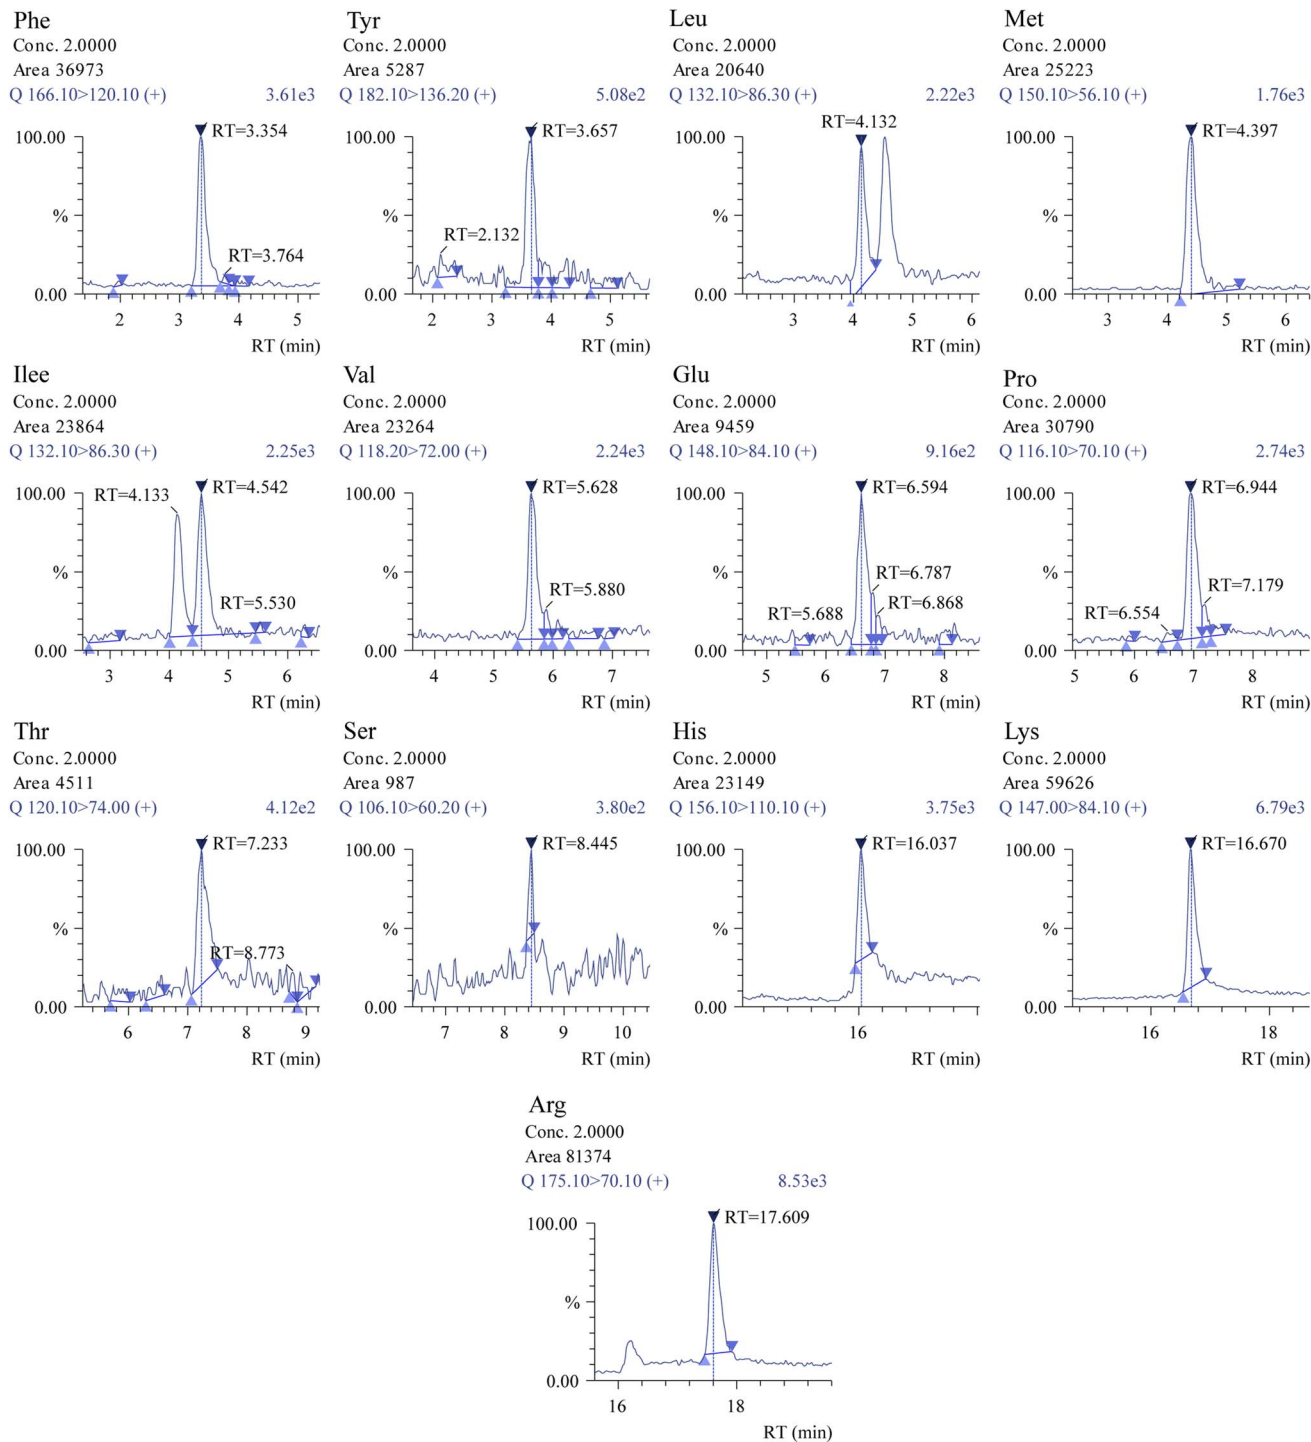 Phe
Conc. 2.0000
Area 36973
Q 166.10>120.10 (+) 3.61e3
100.00
%
0.00
RT=3.354
RT=3.764
2 3 4 5
RT (min)
Tyr
Conc. 2.0000
Area 5287
Q 182.10>136.20 (+) 5.08e2
100.00
%
0.00
RT=3.657
RT=2.132
2 3 4 5
RT (min)
Leu
Conc. 2.0000
Area 20640
Q 132.10>86.30 (+) 2.22e3
RT=4.132
100.00
%
0.00
3 4 5 6
RT (min)
Met
Conc. 2.0000
Area 25223
Q 150.10>56.10 (+) 1.76e3
100.00
%
0.00
RT=4.397
3 4 5 6
RT (min)
Ilee
Conc. 2.0000
Area 23864
Q 132.10>86.30 (+) 2.25e3
100.00
%
0.00
RT=4.133
RT=4.542
RT=5.530
3 4 5 6
RT (min)
Val
Conc. 2.0000
Area 23264
Q 118.20>72.00 (+) 2.24e3
100.00
%
0.00
RT=5.628
RT=5.880
4 5 6 7
RT (min)
Glu
Conc. 2.0000
Area 9459
Q 148.10>84.10 (+) 9.16e2
100.00
%
0.00
RT=6.594
RT=6.787
RT=5.688
RT=6.868
5 6 7 8
RT (min)
Pro
Conc. 2.0000
Area 30790
Q 116.10>70.10 (+) 2.74e3
100.00
%
0.00
RT=6.944
RT=7.179
RT=6.554
5 6 7 8
RT (min)
Thr
Conc. 2.0000
Area 4511
Q 120.10>74.00 (+) 4.12e2
100.00
%
0.00
RT=7.233
RT=8.773
6 7 8 9
RT (min)
Ser
Conc. 2.0000
Area 987
Q 106.10>60.20 (+) 3.80e2
100.00
%
0.00
RT=8.445
7 8 9 10
RT (min)
His
Conc. 2.0000
Area 23149
Q 156.10>110.10 (+) 3.75e3
100.00
%
0.00
RT=16.037
16
RT (min)
Lys
Conc. 2.0000
Area 59626
Q 147.00>84.10 (+) 6.79e3
100.00
%
0.00
RT=16.670
16 18
RT (min)
Arg
Conc. 2.0000
Area 81374
Q 175.10>70.10 (+) 8.53e3
100.00
%
0.00
RT=17.609
16 18
RT (min)